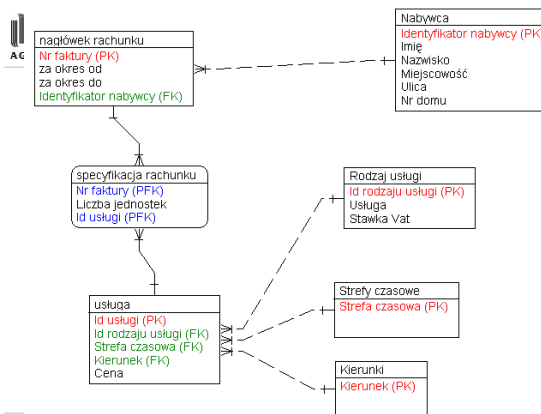 AG
nagłówek rachunku
Nr faktury (PK)
za okres od
za okres do
Identyfikator nabywcy (FK)
Nabywca
Identyfikator nabywcy (PK)
Imię
Nazwisko
Miejscowość
Ulica
Nr domu
specyfikacja rachunku
Nr faktury (PFK)
Liczba jednostek
Id usługi (PFK)
Rodzaj usługi
Id rodzaju usługi (PK)
Usługa
Stawka Vat
usługa
Id usługi (PK)
Id rodzaju usługi (FK)
Strefa czasowa (FK)
Kierunek (FK)
Cena
Strefy czasowe
Strefa czasowa (PK)
Kierunki
Kierunek (PK)